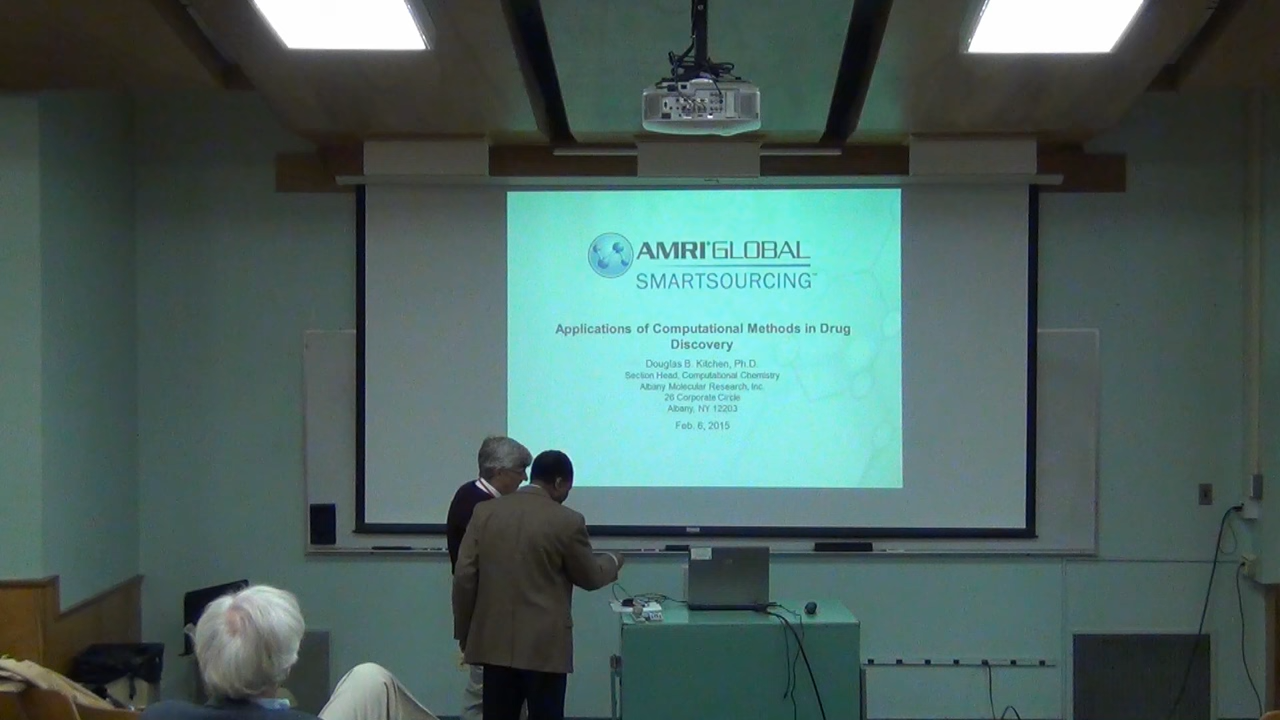 AMRI GLOBAL
SMARTSOURCING™
Applications of Computational Methods in Drug
Discovery
Douglas B. Kitchen, Ph.D.
Section Head, Computational Chemistry
Albany Molecular Research, Inc.
26 Corporate Circle
Albany, NY 12203
Feb. 6, 2015